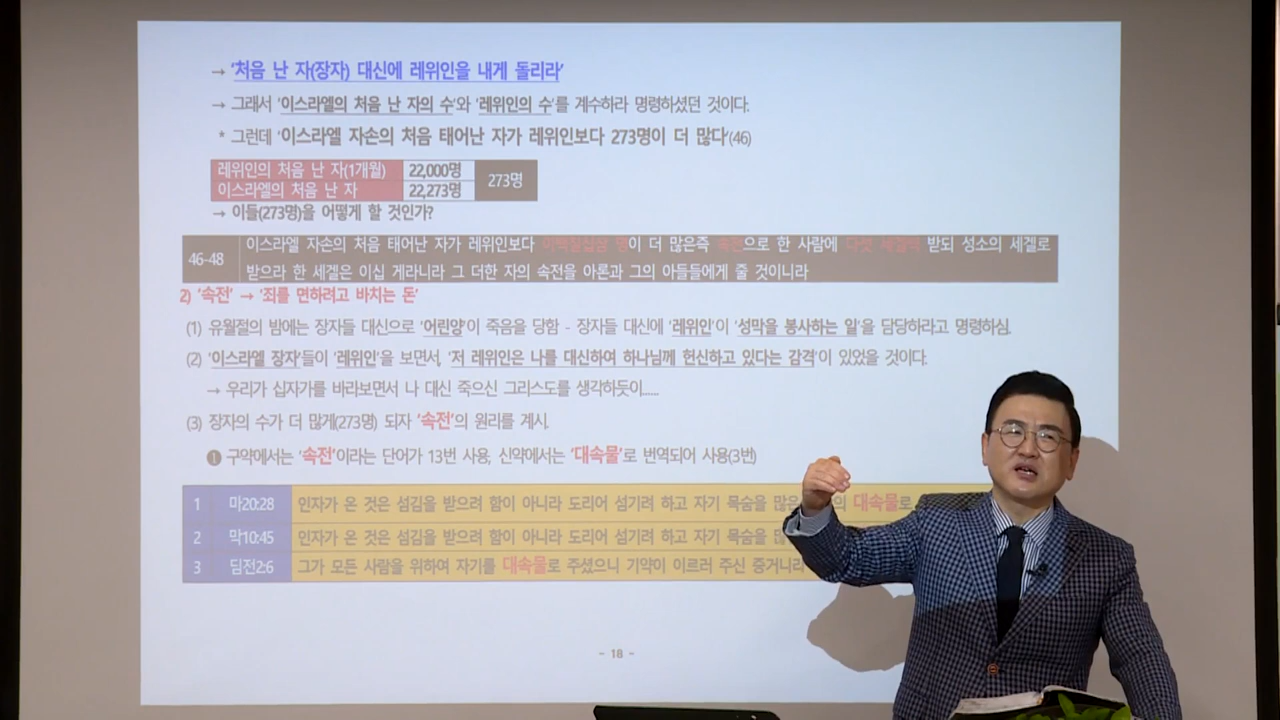 → '처음 난 자(장자) 대신에 레위인을 내게 돌리라'
→ 그래서 '이스라엘의 처음 난 자의 수'와 '레위인의 수'를 계수하라 명령하셨던 것이다.
* 그런데 '이스라엘 자손의 처음 태어난 자가 레위인보다 273명이 더 많다'(46)
레위인의 처음 난 자(1개월) 22,000명 273명
이스라엘의 처음 난 자 22,273명
→ 이들(273명)을 어떻게 할 것인가?
46-48 이스라엘 자손의 처음 태어난 자가 레위인보다 이백칠십삼 명이 더 많은즉 속전으로 한 사람에 다섯 세겔씩 받되 성소의 세겔로
받으라 한 세겔은 이십 게라니라 그 더한 자의 속전을 아론과 그의 아들들에게 줄 것이니라
2) '속전' → '죄를 면하려고 바치는 돈'
(1) 유월절의 밤에는 장자들 대신으로 '어린양'이 죽음을 당함 - 장자들 대신에 '레위인'이 '성막을 봉사하는 일'을 담당하라고 명령하심.
(2) '이스라엘 장자'들이 '레위인'을 보면서, '저 레위인은 나를 대신하여 하나님께 헌신하고 있다는 감격'이 있었을 것이다.
→ 우리가 십자가를 바라보면서 나 대신 죽으신 그리스도를 생각하듯이......
(3) 장자의 수가 더 많게(273명) 되자 '속전'의 원리를 계시.
❶ 구약에서는 '속전'이라는 단어가 13번 사용, 신약에서는 '대속물'로 번역되어 사용(3번)
1 마20:28 인자가 온 것은 섬김을 받으려 함이 아니라 도리어 섬기려 하고 자기 목숨을 많은 의 대속물로
2 막10:45 인자가 온 것은 섬김을 받으려 함이 아니라 도리어 섬기려 하고 자기 목숨을
3 딤전2:6 그가 모든 사람을 위하여 자기를 대속물로 주셨으니 기약이 이르러 주신 증거니라
- 18 -